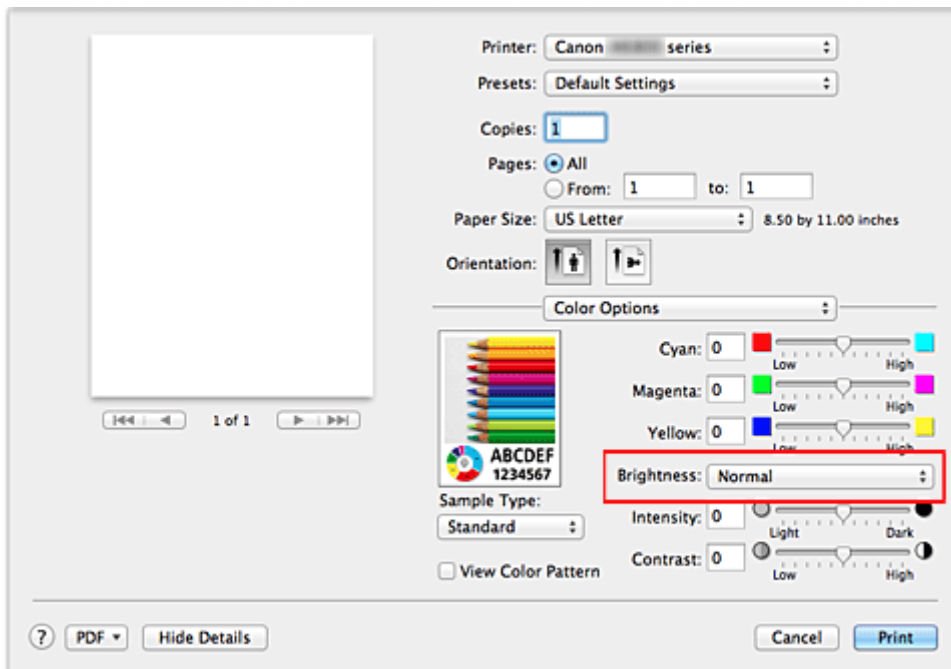 Printer: Canon series
Presets: Default Settings
Copies: 1
Pages: All
From: 1 to: 1
Paper Size: US Letter 8.50 by 11.00 inches
Orientation:
Color Options
1 of 1
ABCDEF
1234567
Sample Type:
Standard
View Color Pattern
Cyan: 0
Low High
Magenta: 0
Low High
Yellow: 0
Low High
Brightness: Normal
Intensity: 0
Light Dark
Contrast: 0
Low High
? PDF Hide Details Cancel Print